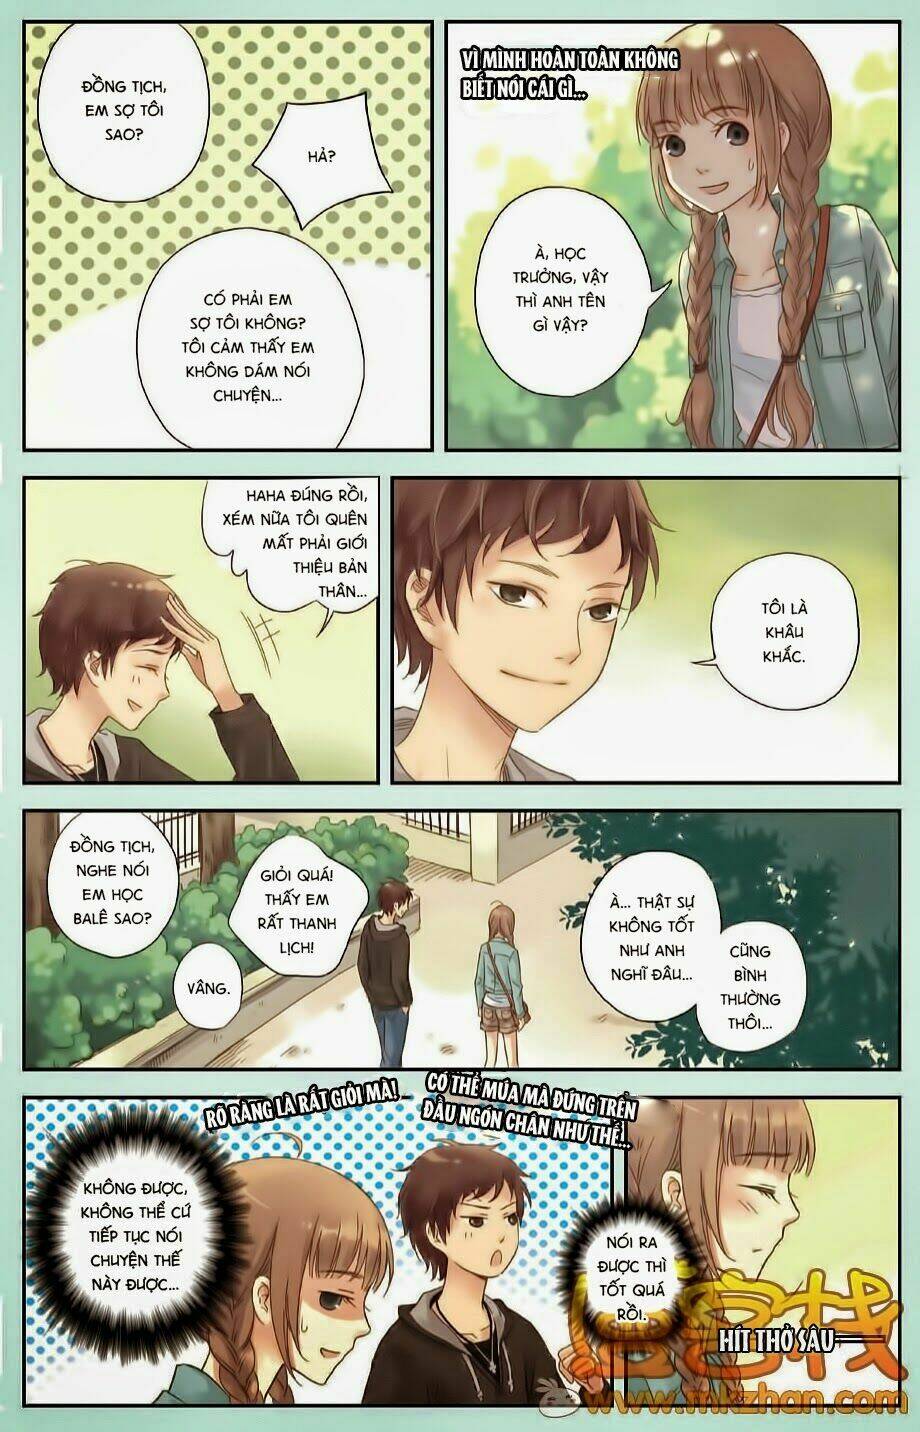 ĐỒNG TỊCH,
EM SỢ TÔI
SAO?
HẢ?
CÓ PHẢI EM
SỢ TÔI KHÔNG?
TÔI CẢM THẤY EM
KHÔNG DÁM NÓI
CHUYỆN...
VÌ MÌNH HOÀN TOÀN KHÔNG
BIẾT NÓI CÁI GÌ...
À, HỌC
TRƯỞNG, VẬY
THÌ ANH TÊN
GÌ VẬY?
HAHA ĐÚNG RỒI,
XÉM NỮA TÔI QUÊN
MẤT PHẢI GIỚI
THIỆU BẢN
THÂN...
TÔI LÀ
KHÂU
KHẮC.
ĐỒNG TỊCH,
NGHE NÓI
EM HỌC
BALÊ SAO?
VÂNG.
GIỎI QUÁ!
THẤY EM
RẤT THANH
LỊCH!
À... THẬT SỰ
KHÔNG TỐT
NHƯ ANH
NGHĨ ĐÂU...
CŨNG
BÌNH
THƯỜNG
THÔI...
RÕ RÀNG LÀ RẤT GIỎI MÀ!
CÓ THỂ MÚA MÀ ĐỨNG TRÊN
ĐẦU NGÓN CHÂN NHƯ THẾ...
KHÔNG ĐƯỢC,
KHÔNG THỂ CỨ
TIẾP TỤC NÓI
CHUYỆN THẾ
NÀY ĐƯỢC...
NÓI RA
ĐƯỢC THÌ
TỐT QUÁ
RỒI.
HÍT THỞ SÂU
客栈
www.mkzhan.com